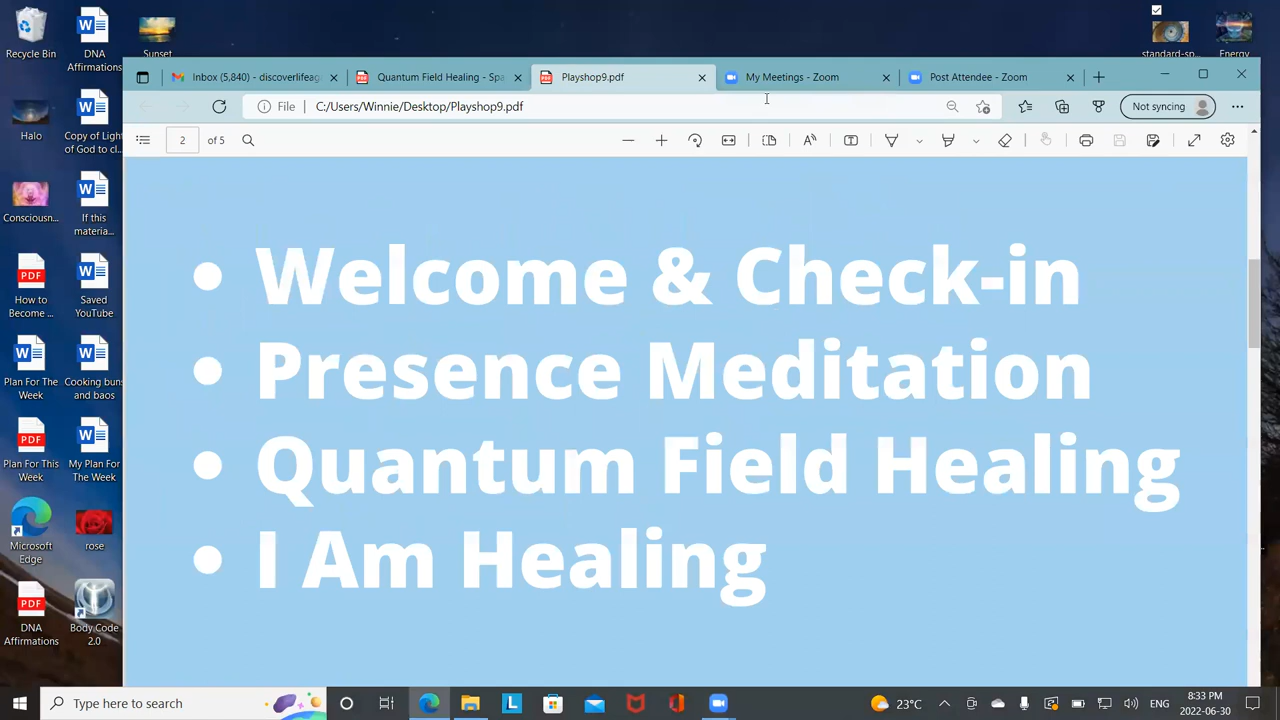 Recycle Bin
DNA
Affirmations
Sunset
standard-sp...
Energy
Halo
Copy of Light
of God to cl...
Consciousn...
If this
materia...
How to
Become ...
Saved
YouTube
Plan For The
Week
Cooking buns
and baos
Plan For This
Week
My Plan For
The Week
Microsoft
Edge
rose
DNA
Affirmations
Body Code
2.0
Inbox (5,840) - discoverlifeag
Quantum Field Healing - Spa
Playshop9.pdf
My Meetings - Zoom
Post Attendee - Zoom
File
C:/Users/Winnie/Desktop/Playshop9.pdf
Not syncing
2 of 5
• Welcome & Check-in
• Presence Meditation
• Quantum Field Healing
• I Am Healing
Type here to search
23°C
ENG
8:33 PM
2022-06-30